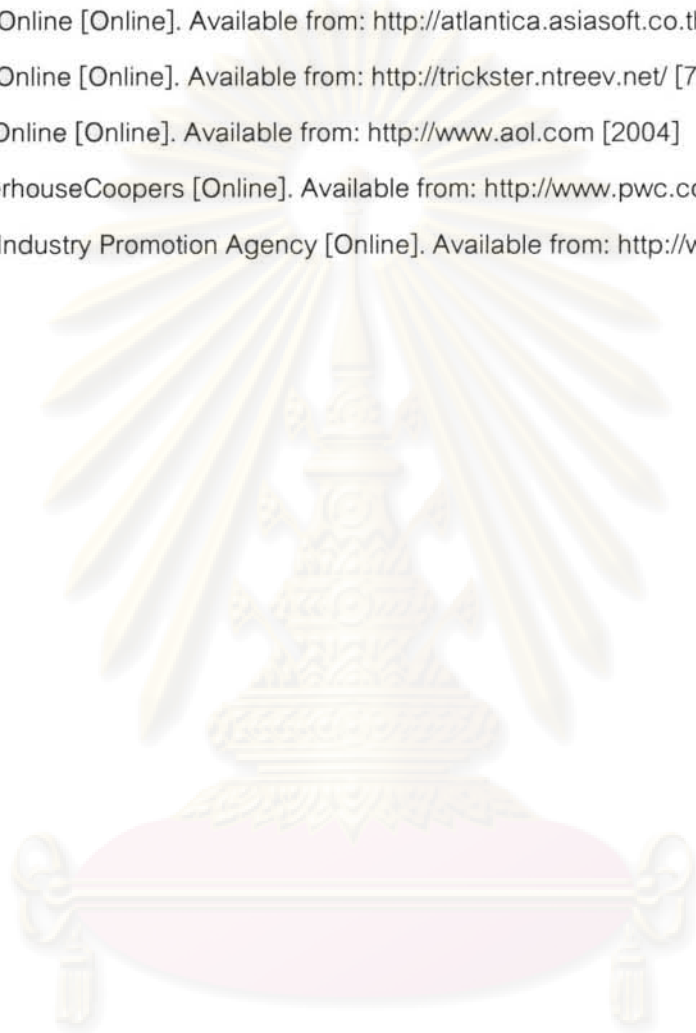 Online [Online]. Available from: http://atlantica.asiasoft.co.t
Online [Online]. Available from: http://trickster.ntreev.net/ [7
Online [Online]. Available from: http://www.aol.com [2004]
rhouseCoopers [Online]. Available from: http://www.pwc.co
Industry Promotion Agency [Online]. Available from: http://